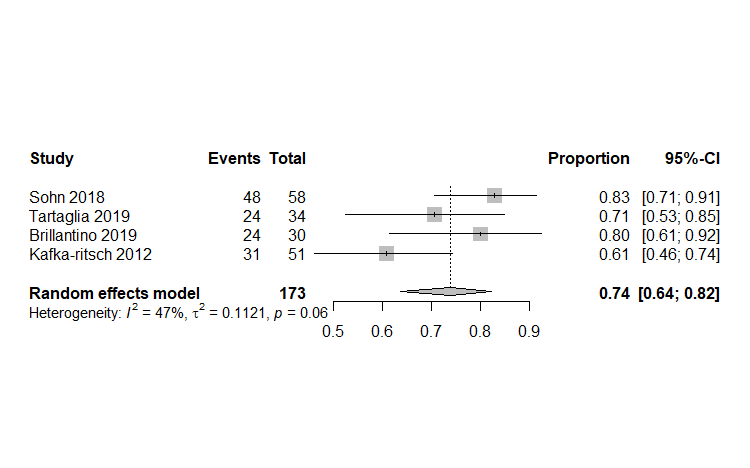 Study Events Total Proportion 95%-CI
Sohn 2018 48 58 0.83 [0.71; 0.91]
Tartaglia 2019 24 34 0.71 [0.53; 0.85]
Brillantino 2019 24 30 0.80 [0.61; 0.92]
Kafka-ritsch 2012 31 51 0.61 [0.46; 0.74]
Random effects model 173 0.74 [0.64; 0.82]
Heterogeneity: I² = 47%, τ² = 0.1121, p = 0.06
0.5 0.6 0.7 0.8 0.9